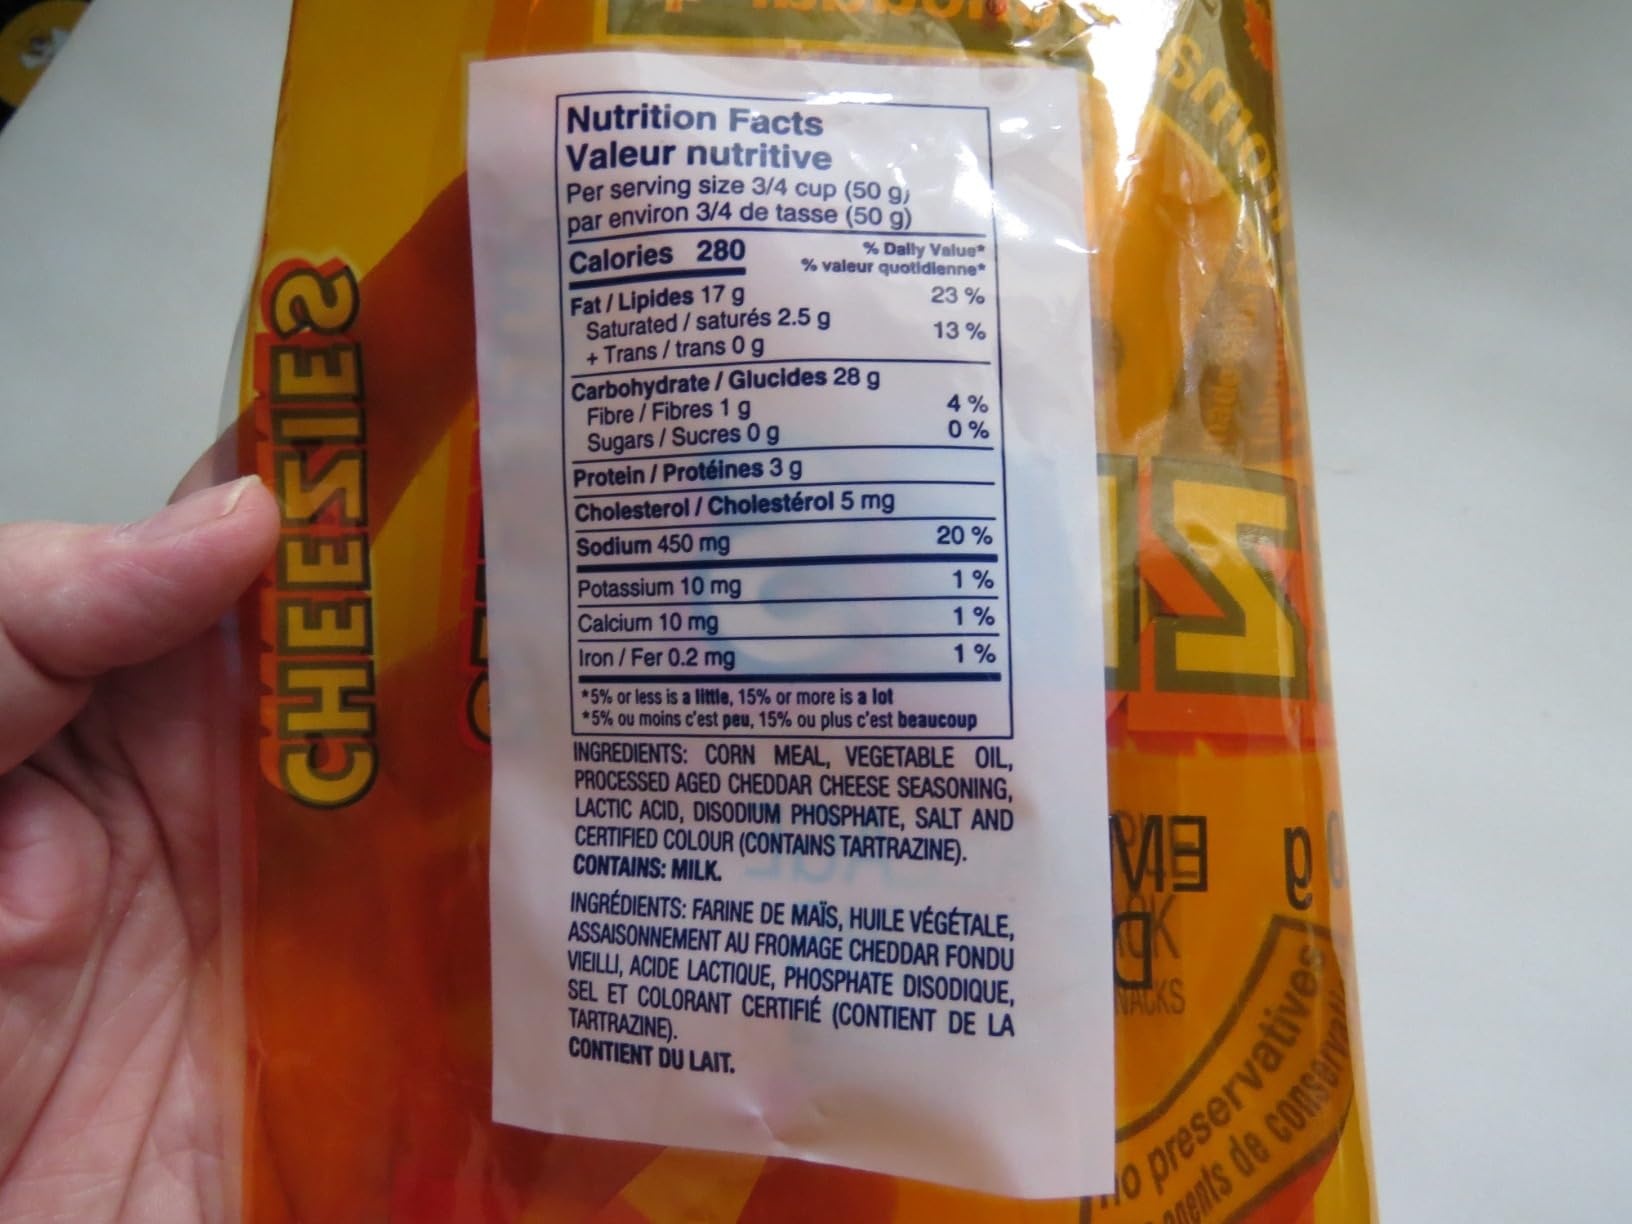 Nutrition Facts
Valeur nutritive
Per serving size 3/4 cup (50 g)
par environ 3/4 de tasse (50 g)
Calories 280
% Daily Value*
% valeur quotidienne*
Fat / Lipides 17 g 23 %
Saturated / saturés 2.5 g
+ Trans / trans 0 g 13 %
Carbohydrate / Glucides 28 g
Fibre / Fibres 1 g 4 %
Sugars / Sucres 0 g 0 %
Protein / Protéines 3 g
Cholesterol / Cholestérol 5 mg
Sodium 450 mg 20 %
Potassium 10 mg 1 %
Calcium 10 mg 1 %
Iron / Fer 0.2 mg 1 %
*5% or less is a little, 15% or more is a lot
*5% ou moins c'est peu, 15% ou plus c'est beaucoup
INGREDIENTS: CORN MEAL, VEGETABLE OIL,
PROCESSED AGED CHEDDAR CHEESE SEASONING,
LACTIC ACID, DISODIUM PHOSPHATE, SALT AND
CERTIFIED COLOUR (CONTAINS TARTRAZINE).
CONTAINS: MILK.
INGRÉDIENTS: FARINE DE MAÏS, HUILE VÉGÉTALE,
ASSAISONNEMENT AU FROMAGE CHEDDAR FONDU
VIEILLI, ACIDE LACTIQUE, PHOSPHATE DISODIQUE,
SEL ET COLORANT CERTIFIÉ (CONTIENT DE LA
TARTRAZINE).
CONTIENT DU LAIT.
CHEEZIES
no preservatives
de